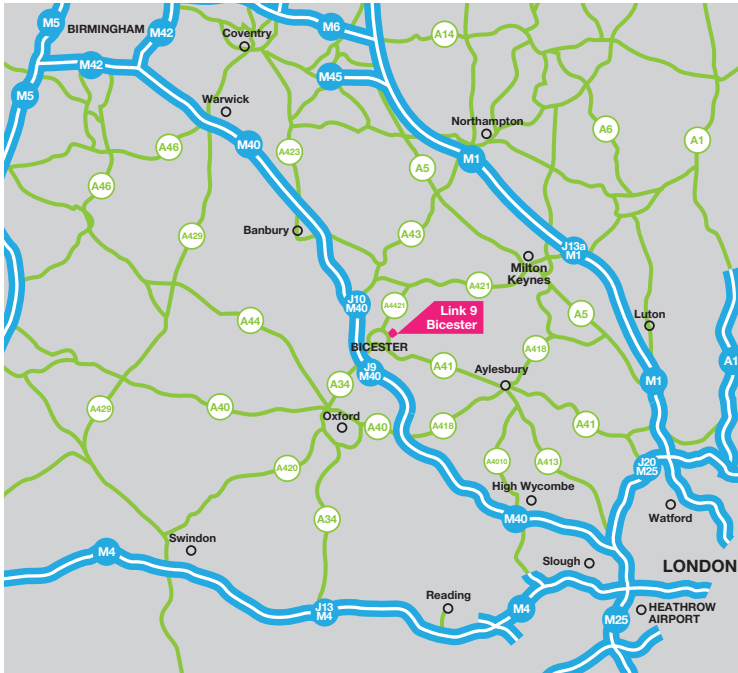 M5
BIRMINGHAM
M42
Coventry
M6
A14
M42
M45
M5
Warwick
Northampton
A6
A1
M40
A423
A46
M1
A5
A46
A429
Banbury
A43
J13a
M1
Milton
Keynes
A421
J10
M40
A4421
Link 9
Bicester
A5
Luton
A44
BICESTER
A418
A1
J9
M40
A41
Aylesbury
M1
A34
A429
A40
Oxford
A40
A418
A41
A420
A4010
A413
J20
M25
High Wycombe
A34
M40
Watford
Swindon
M4
Slough
LONDON
Reading
J13
M4
M4
HEATHROW
AIRPORT
M25